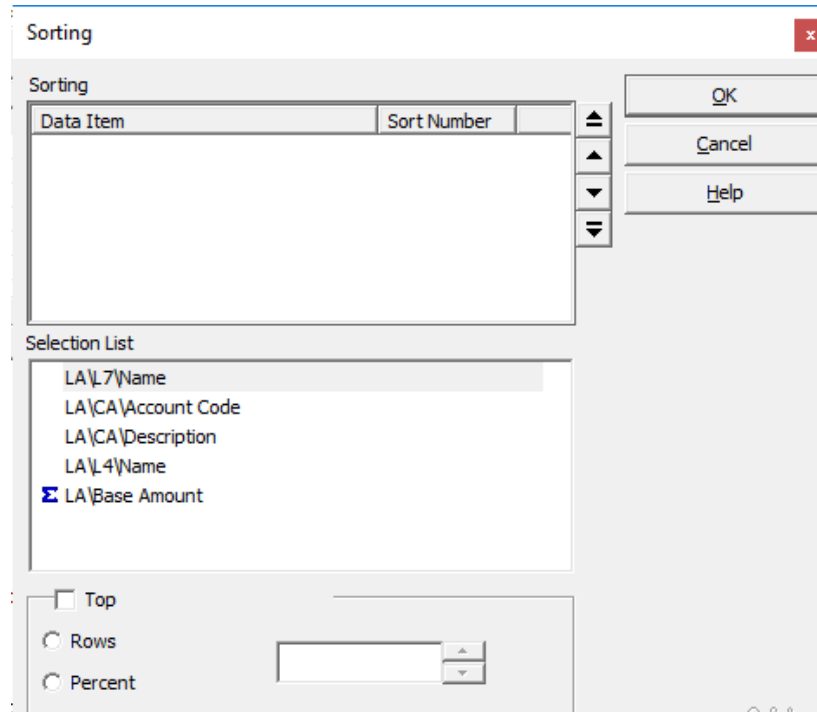 Sorting
x
Sorting
OK
Data Item Sort Number
Cancel
Help
Selection List
LA\L7\Name
LA\CA\Account Code
LA\CA\Description
LA\L4\Name
Σ LA\Base Amount
Top
Rows
Percent